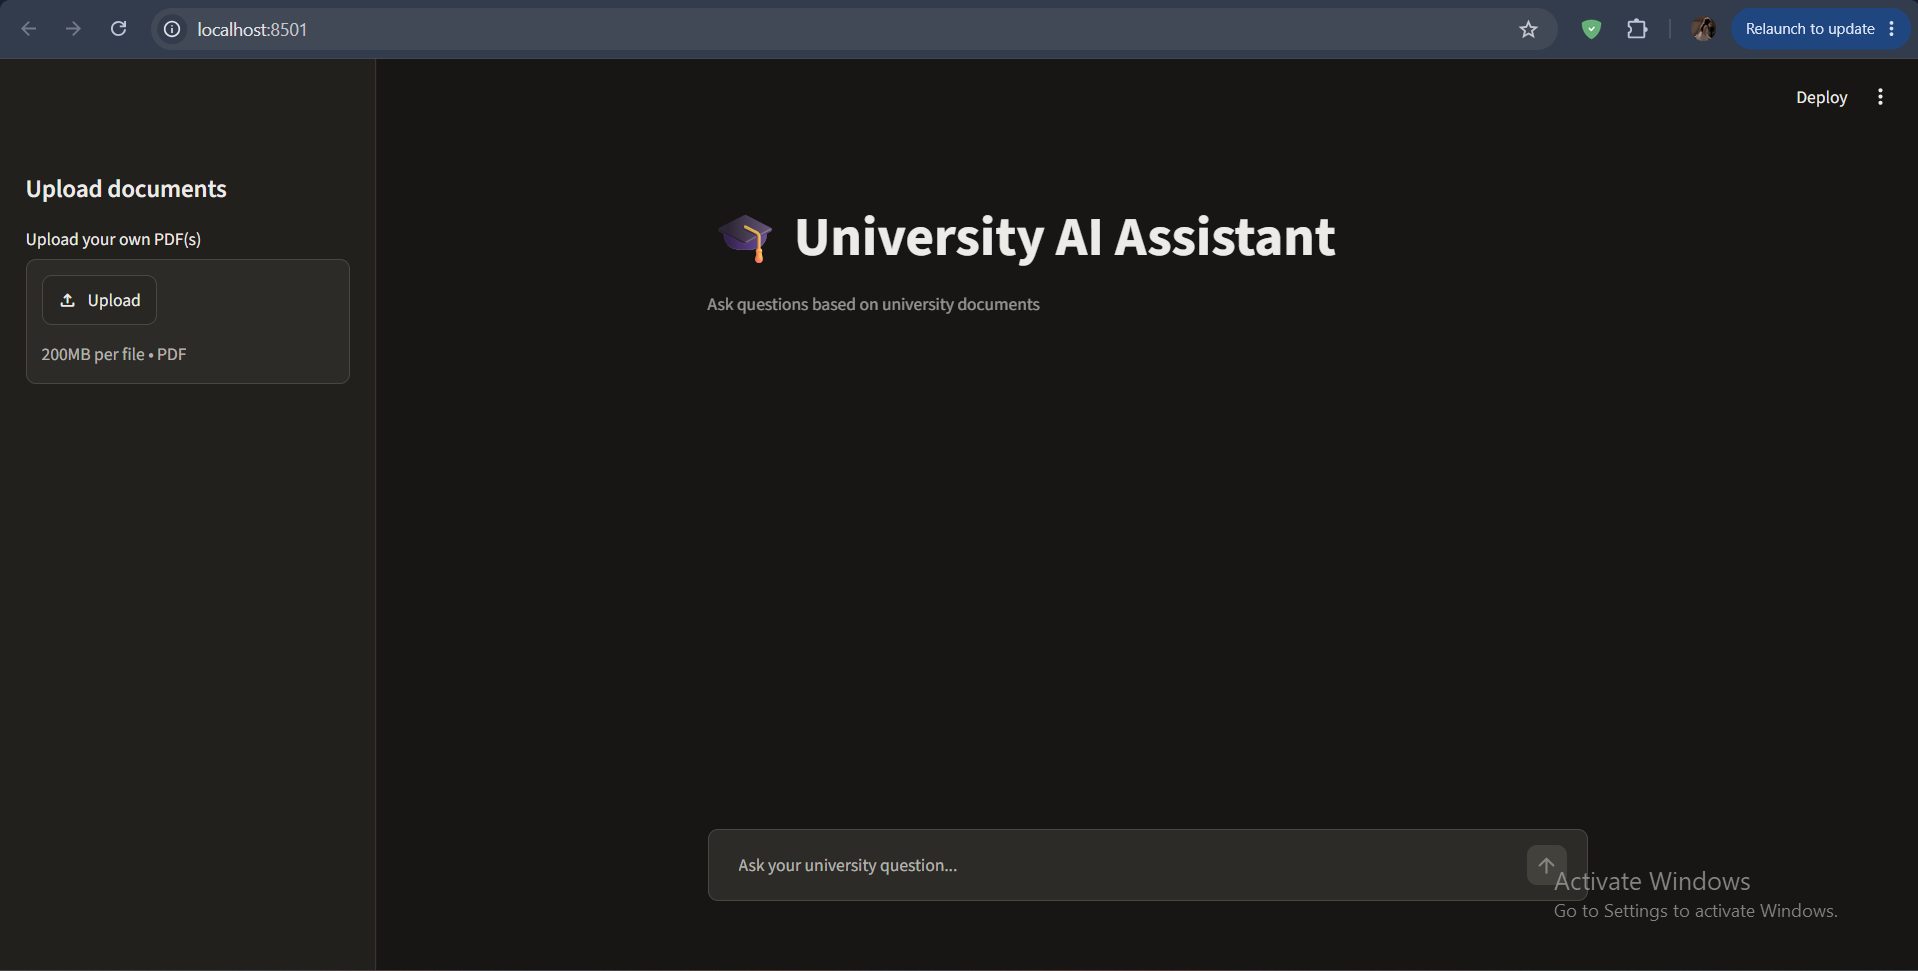 localhost:8501
Relaunch to update
Deploy
Upload documents
Upload your own PDF(s)
Upload
200MB per file • PDF
🎓 University AI Assistant
Ask questions based on university documents
Ask your university question...
Activate Windows
Go to Settings to activate Windows.